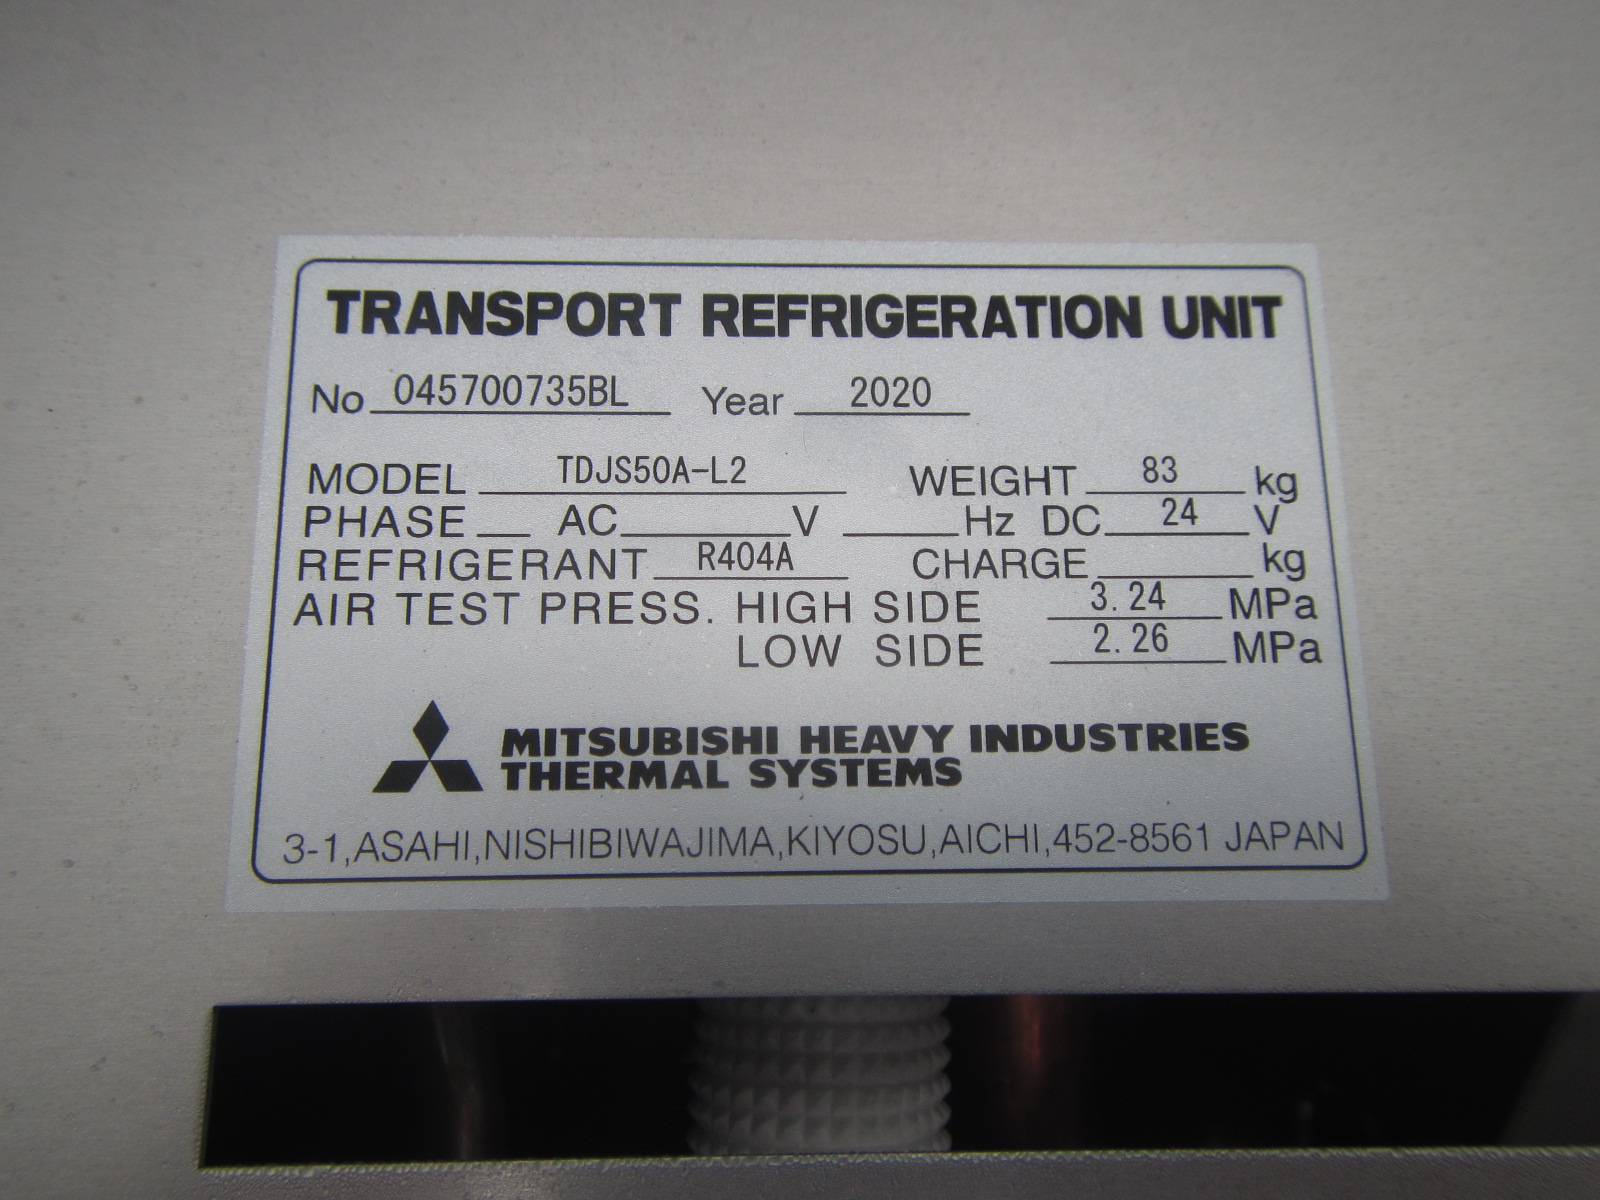 TRANSPORT REFRIGERATION UNIT
No 045700735BL Year 2020
MODEL TDJS50A-L2 WEIGHT 83 kg
PHASE AC V Hz DC 24 V
REFRIGERANT R404A CHARGE kg
AIR TEST PRESS. HIGH SIDE 3.24 MPa
LOW SIDE 2.26 MPa
MITSUBISHI HEAVY INDUSTRIES
THERMAL SYSTEMS
3-1,ASAHI,NISHIBIWAJIMA,KIYOSU,AICHI,452-8561 JAPAN